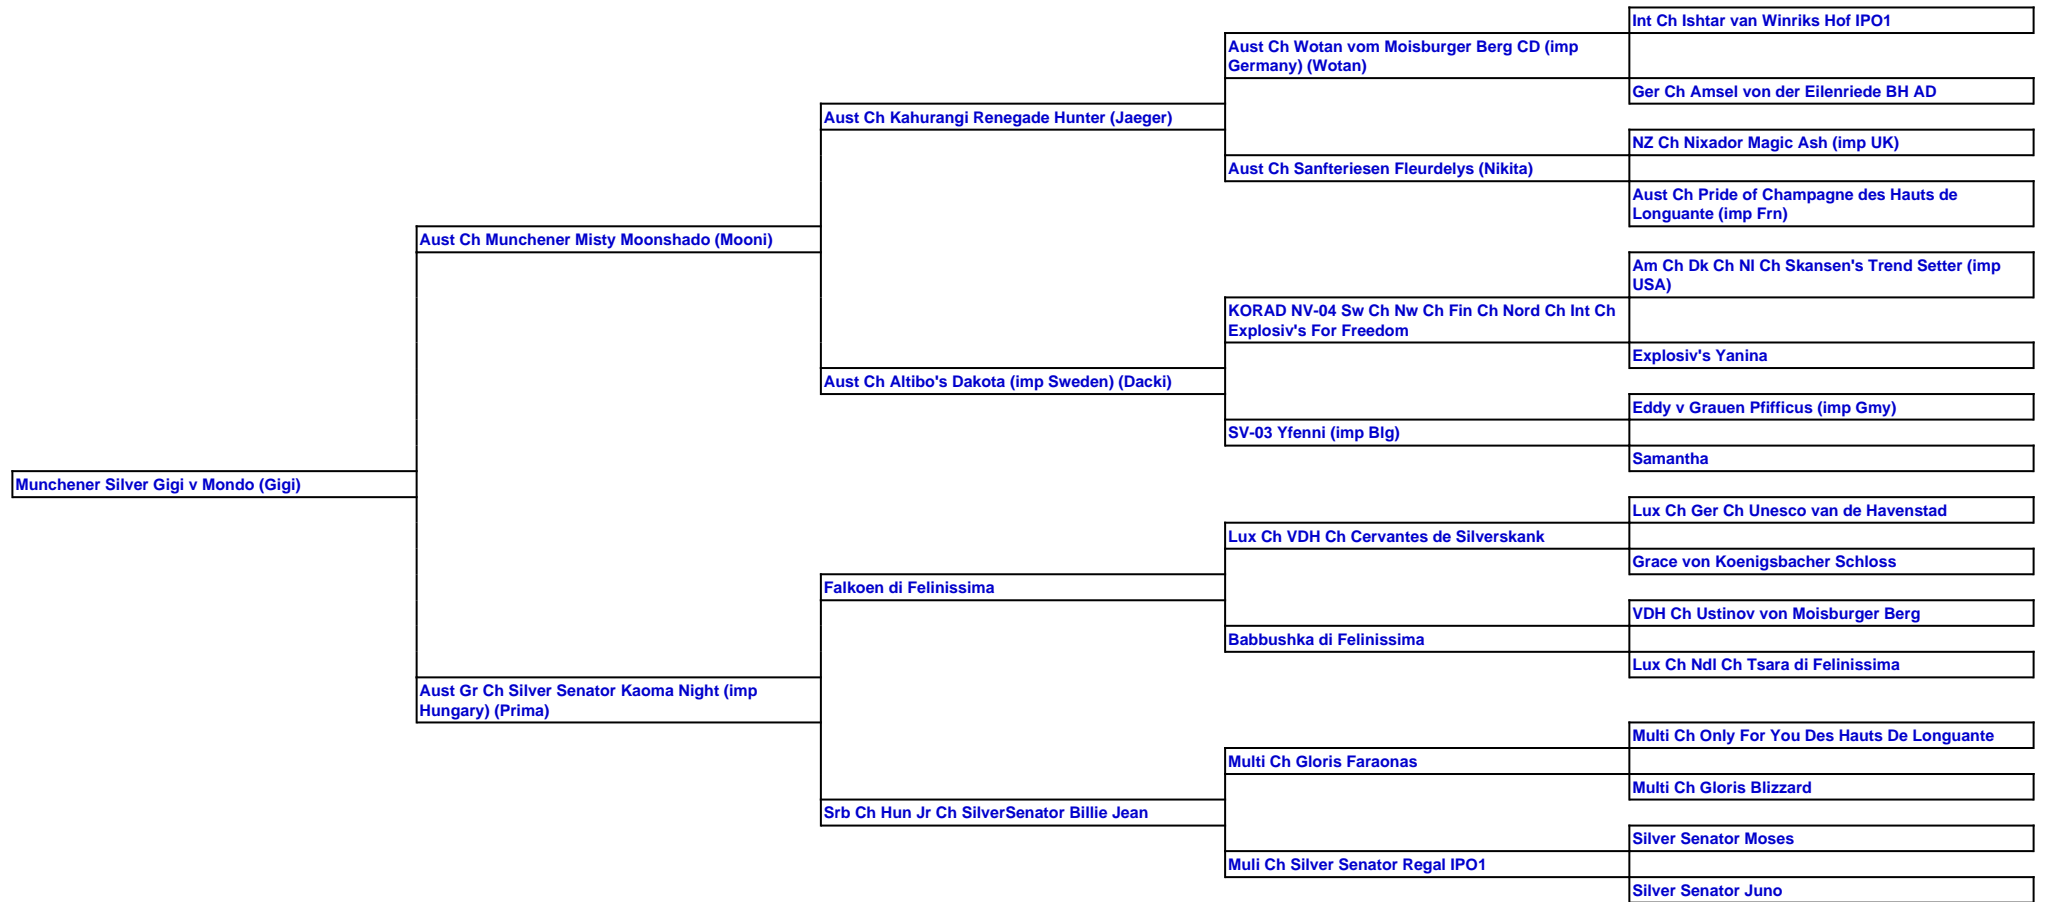 Int Ch Ishtar van Winriks Hof IPO1
Aust Ch Wotan vom Moisburger Berg CD (imp
Germany) (Wotan)
Ger Ch Amsel von der Eilenriede BH AD
Aust Ch Kahurangi Renegade Hunter (Jaeger)
NZ Ch Nixador Magic Ash (imp UK)
Aust Ch Sanfteriesen Fleurdelys (Nikita)
Aust Ch Pride of Champagne des Hauts de
Longuante (imp Frn)
Aust Ch Munchener Misty Moonshado (Mooni)
Am Ch Dk Ch Nl Ch Skansen's Trend Setter (imp
USA)
KORAD NV-04 Sw Ch Nw Ch Fin Ch Nord Ch Int Ch
Explosiv's For Freedom
Explosiv's Yanina
Aust Ch Altibo's Dakota (imp Sweden) (Dacki)
Eddy v Grauen Pfifficus (imp Gmy)
SV-03 Yfenni (imp Blg)
Samantha
Munchener Silver Gigi v Mondo (Gigi)
Lux Ch Ger Ch Unesco van de Havenstad
Lux Ch VDH Ch Cervantes de Silverskank
Grace von Koenigsbacher Schloss
Falkoen di Felinissima
VDH Ch Ustinov von Moisburger Berg
Babbushka di Felinissima
Lux Ch Ndl Ch Tsara di Felinissima
Aust Gr Ch Silver Senator Kaoma Night (imp
Hungary) (Prima)
Multi Ch Only For You Des Hauts De Longuante
Multi Ch Gloris Faraonas
Multi Ch Gloris Blizzard
Srb Ch Hun Jr Ch SilverSenator Billie Jean
Silver Senator Moses
Muli Ch Silver Senator Regal IPO1
Silver Senator Juno